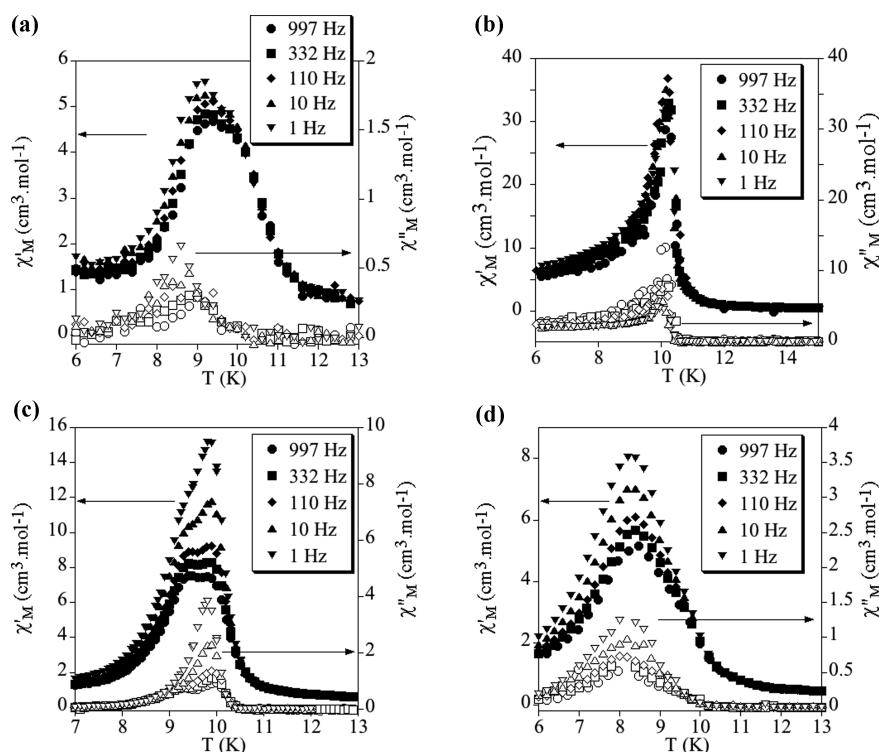 (a)
997 Hz
332 Hz
110 Hz
10 Hz
1 Hz
χ'M (cm³.mol-1)
6
5
4
3
2
1
0
χ''M (cm³.mol-1)
2
1.5
1
0.5
0
6 7 8 9 10 11 12 13
T (K)
(b)
997 Hz
332 Hz
110 Hz
10 Hz
1 Hz
χ'M (cm³.mol-1)
40
35
30
25
20
15
10
5
0
χ''M (cm³.mol-1)
40
30
20
10
0
6 8 10 12 14
T (K)
(c)
997 Hz
332 Hz
110 Hz
10 Hz
1 Hz
χ'M (cm³.mol-1)
16
14
12
10
8
6
4
2
0
χ''M (cm³.mol-1)
10
8
6
4
2
0
7 8 9 10 11 12 13
T (K)
(d)
997 Hz
332 Hz
110 Hz
10 Hz
1 Hz
χ'M (cm³.mol-1)
8
6
4
2
0
χ''M (cm³.mol-1)
4
3.5
3
2.5
2
1.5
1
0.5
0
6 7 8 9 10 11 12 13
T (K)